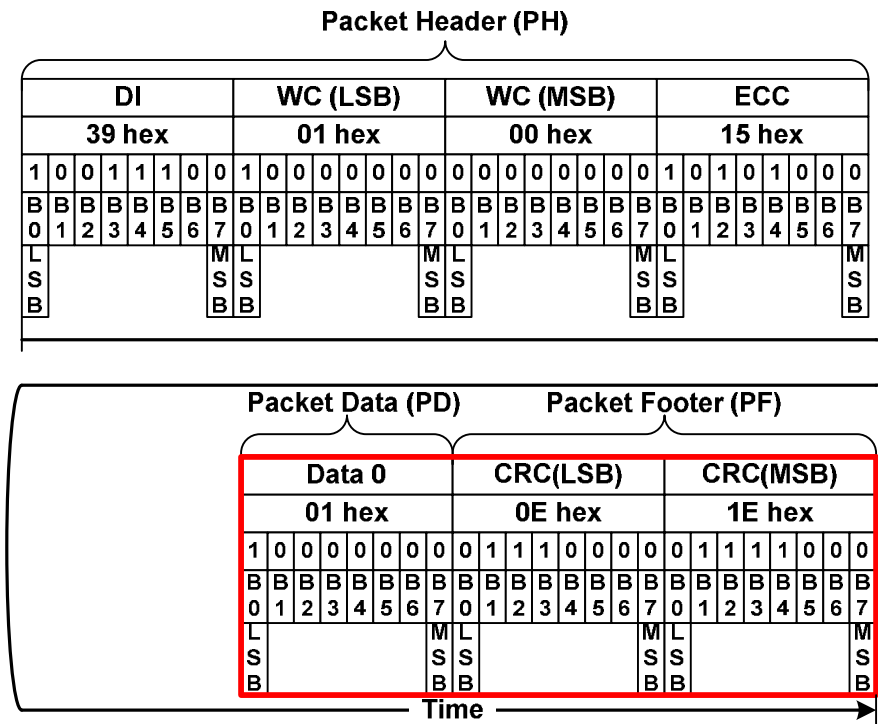 Packet Header (PH)
DI WC (LSB) WC (MSB) ECC
39 hex 01 hex 00 hex 15 hex
1 0 0 1 1 1 0 0 1 0 0 0 0 0 0 0 0 0 0 0 0 0 0 0 1 0 1 0 1 0 0 0
B0 B1 B2 B3 B4 B5 B6 B7 B0 B1 B2 B3 B4 B5 B6 B7 B0 B1 B2 B3 B4 B5 B6 B7 B0 B1 B2 B3 B4 B5 B6 B7
LSB MSB LSB MSB LSB MSB LSB MSB
Packet Data (PD) Packet Footer (PF)
Data 0 CRC(LSB) CRC(MSB)
01 hex 0E hex 1E hex
1 0 0 0 0 0 0 0 0 1 1 1 0 0 0 0 0 1 1 1 1 0 0 0
B0 B1 B2 B3 B4 B5 B6 B7 B0 B1 B2 B3 B4 B5 B6 B7 B0 B1 B2 B3 B4 B5 B6 B7
LSB MSB LSB MSB LSB MSB
Time